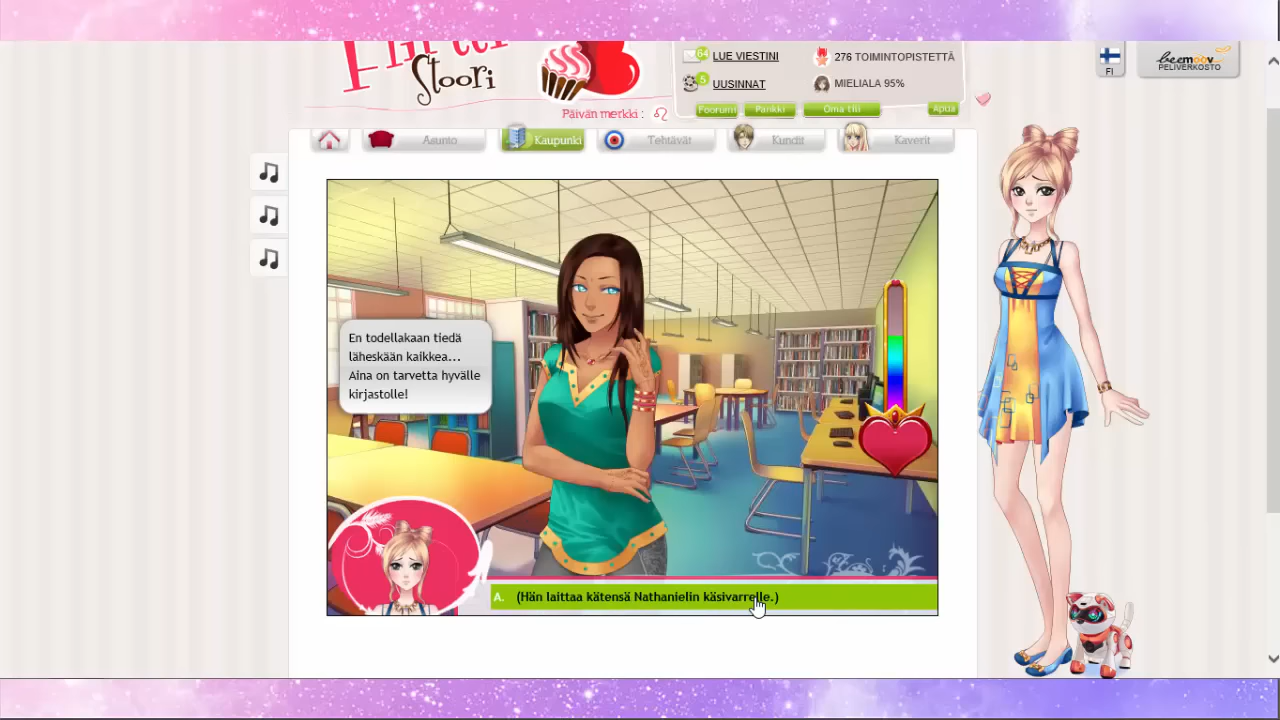 Stoori
64 LUE VIESTINI
276 TOIMINTOPISTETTÄ
5 UUSINNAT
MIELIALA 95%
Päivän merkki :
Foorumi
Pankki
Oma tili
Apua
FI
beemoov
PELIVERKOSTO
Asunto
Kaupunki
Tehtävät
Kundit
Kaverit
En todellakaan tiedä
läheskään kaikkea...
Aina on tarvetta hyvälle
kirjastolle!
A. (Hän laittaa kätensä Nathanielin käsivarrelle.)